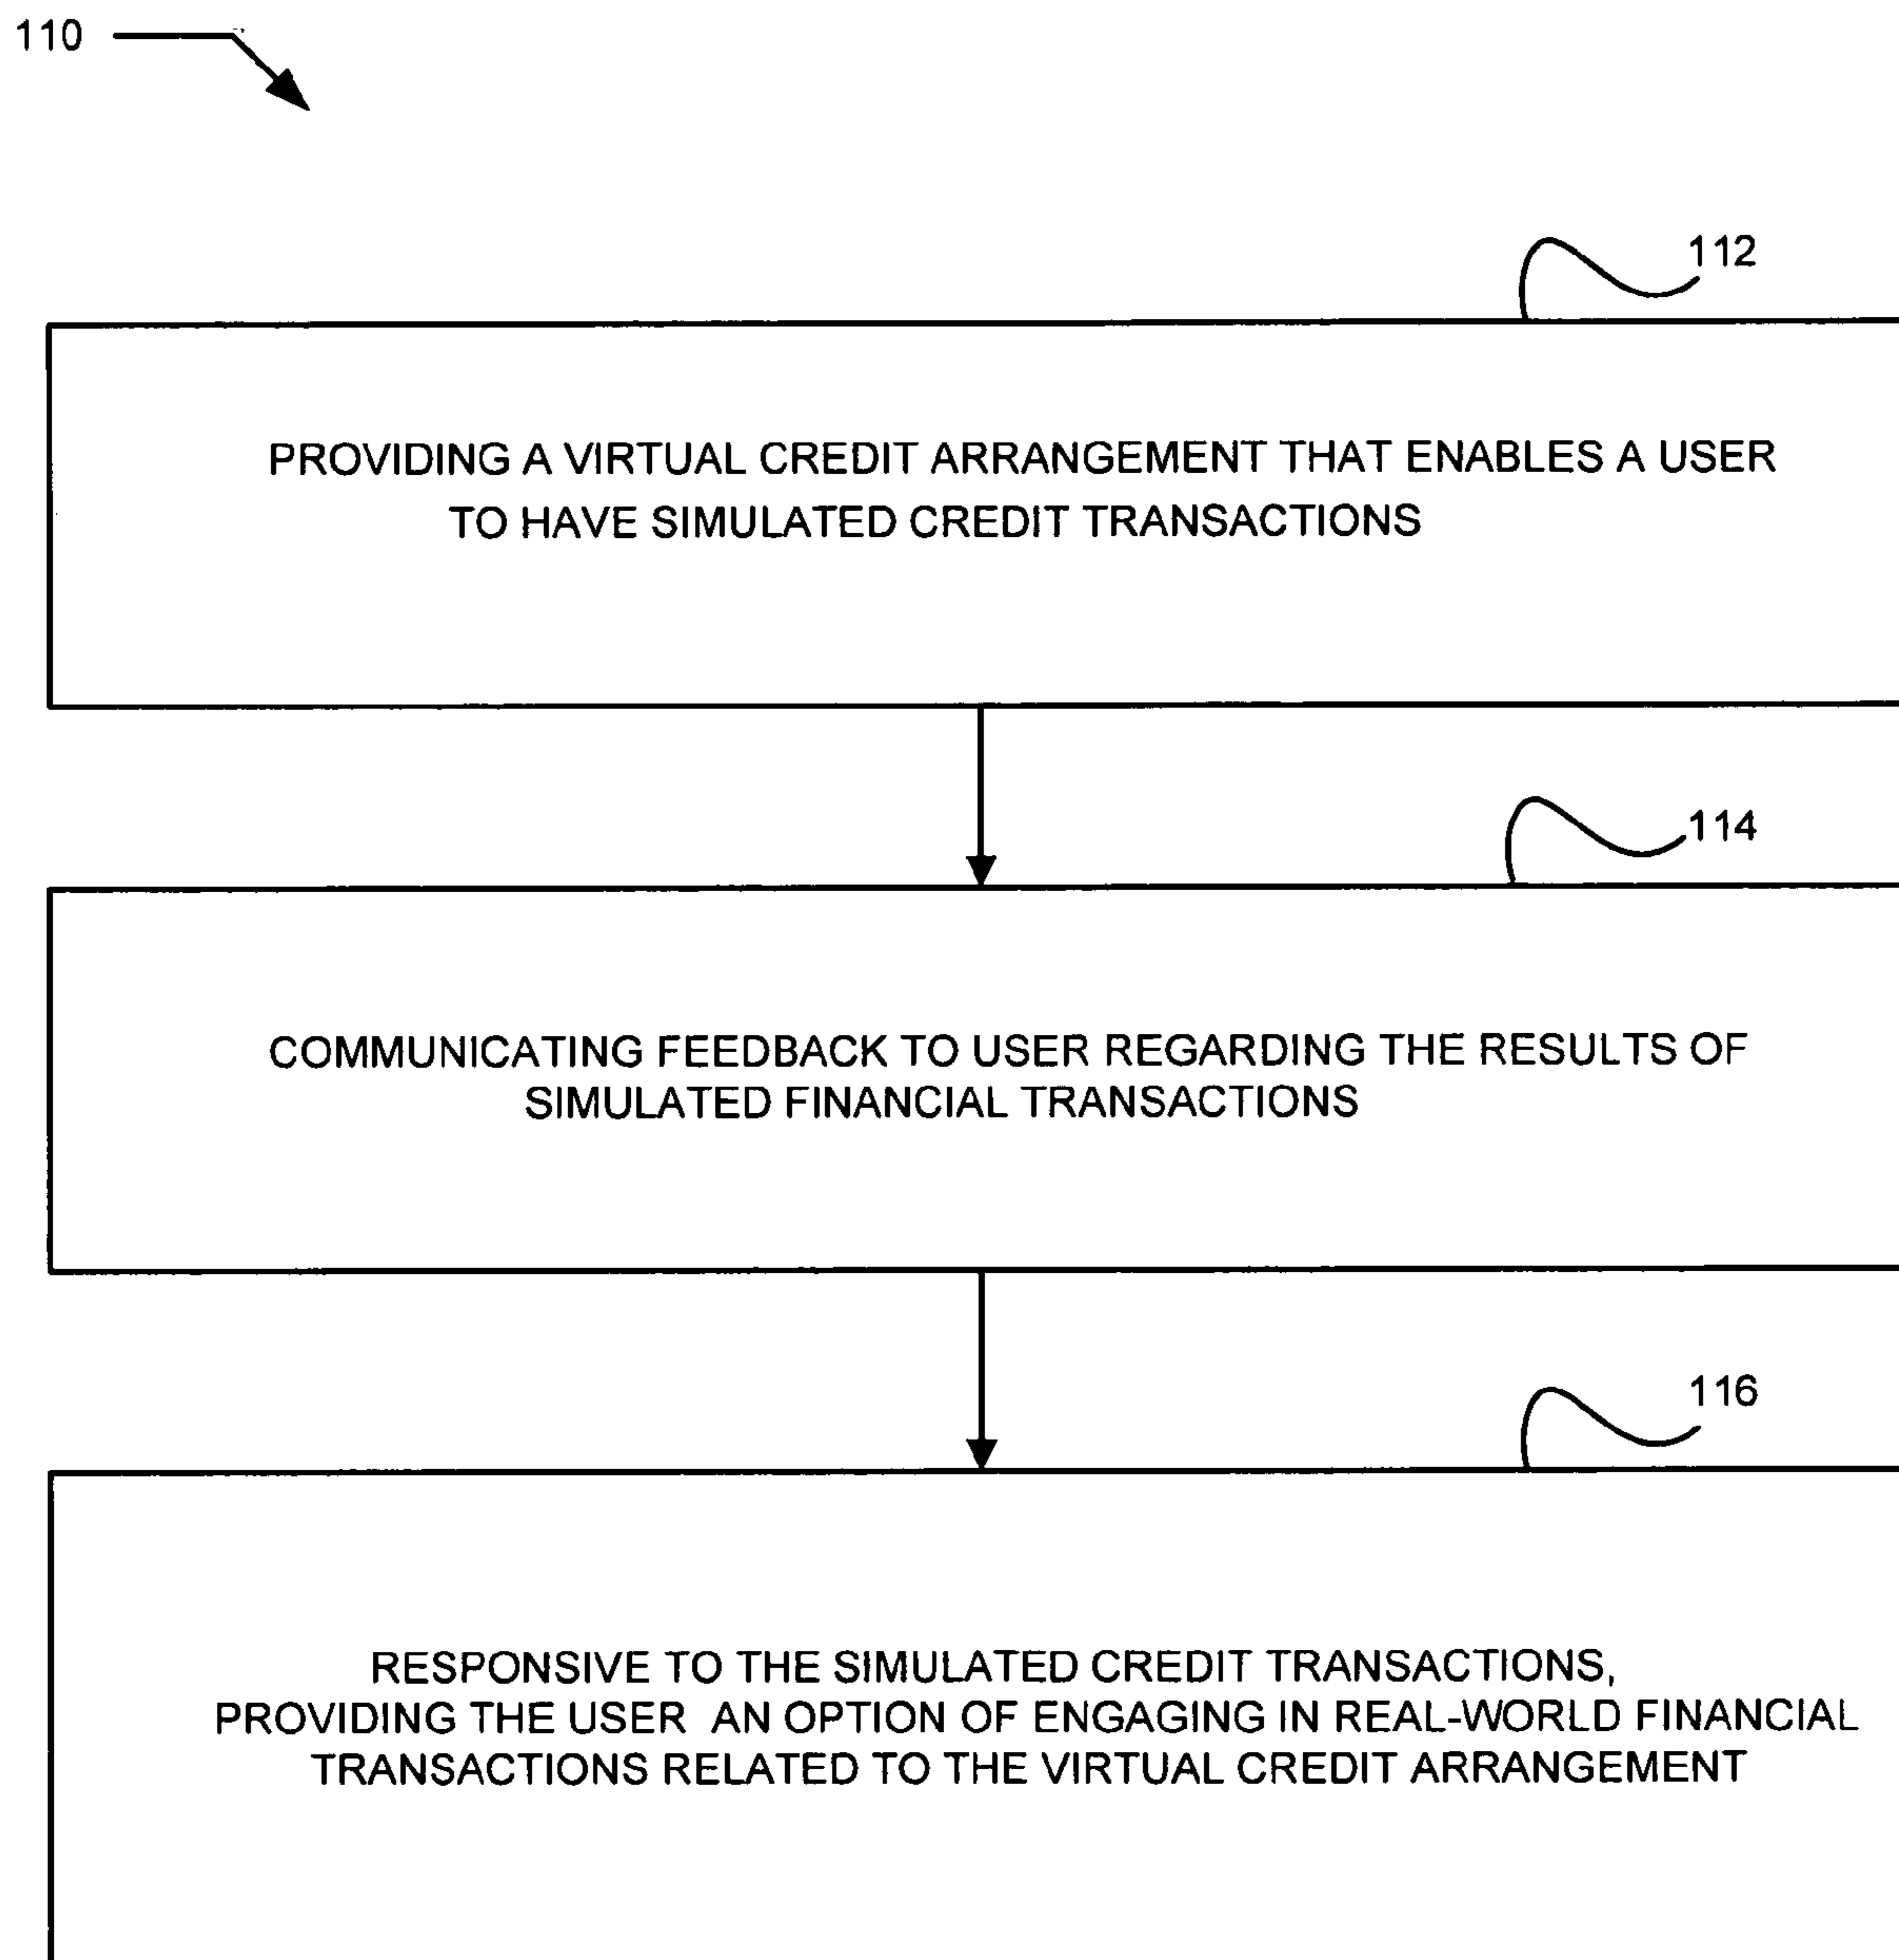 110
112
PROVIDING A VIRTUAL CREDIT ARRANGEMENT THAT ENABLES A USER
TO HAVE SIMULATED CREDIT TRANSACTIONS
114
COMMUNICATING FEEDBACK TO USER REGARDING THE RESULTS OF
SIMULATED FINANCIAL TRANSACTIONS
116
RESPONSIVE TO THE SIMULATED CREDIT TRANSACTIONS,
PROVIDING THE USER AN OPTION OF ENGAGING IN REAL-WORLD FINANCIAL
TRANSACTIONS RELATED TO THE VIRTUAL CREDIT ARRANGEMENT